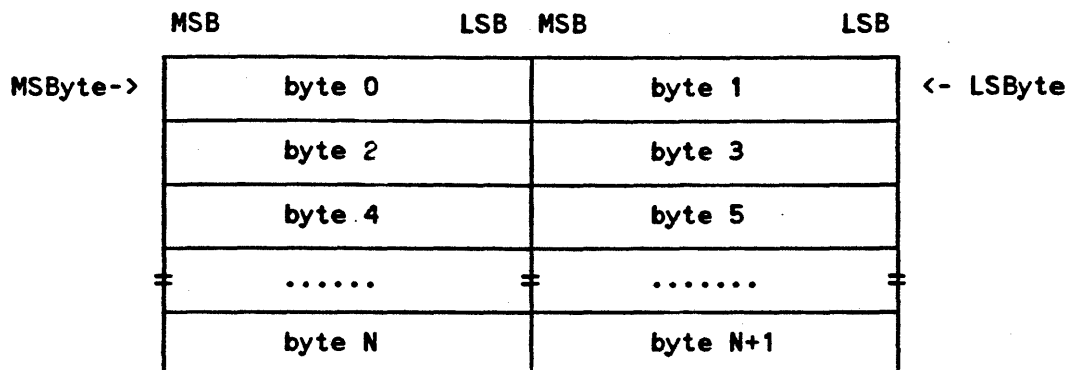 MSB LSB MSB LSB
MSByte-> byte 0 byte 1 <- LSByte
byte 2 byte 3
byte 4 byte 5
...... .......
byte N byte N+1